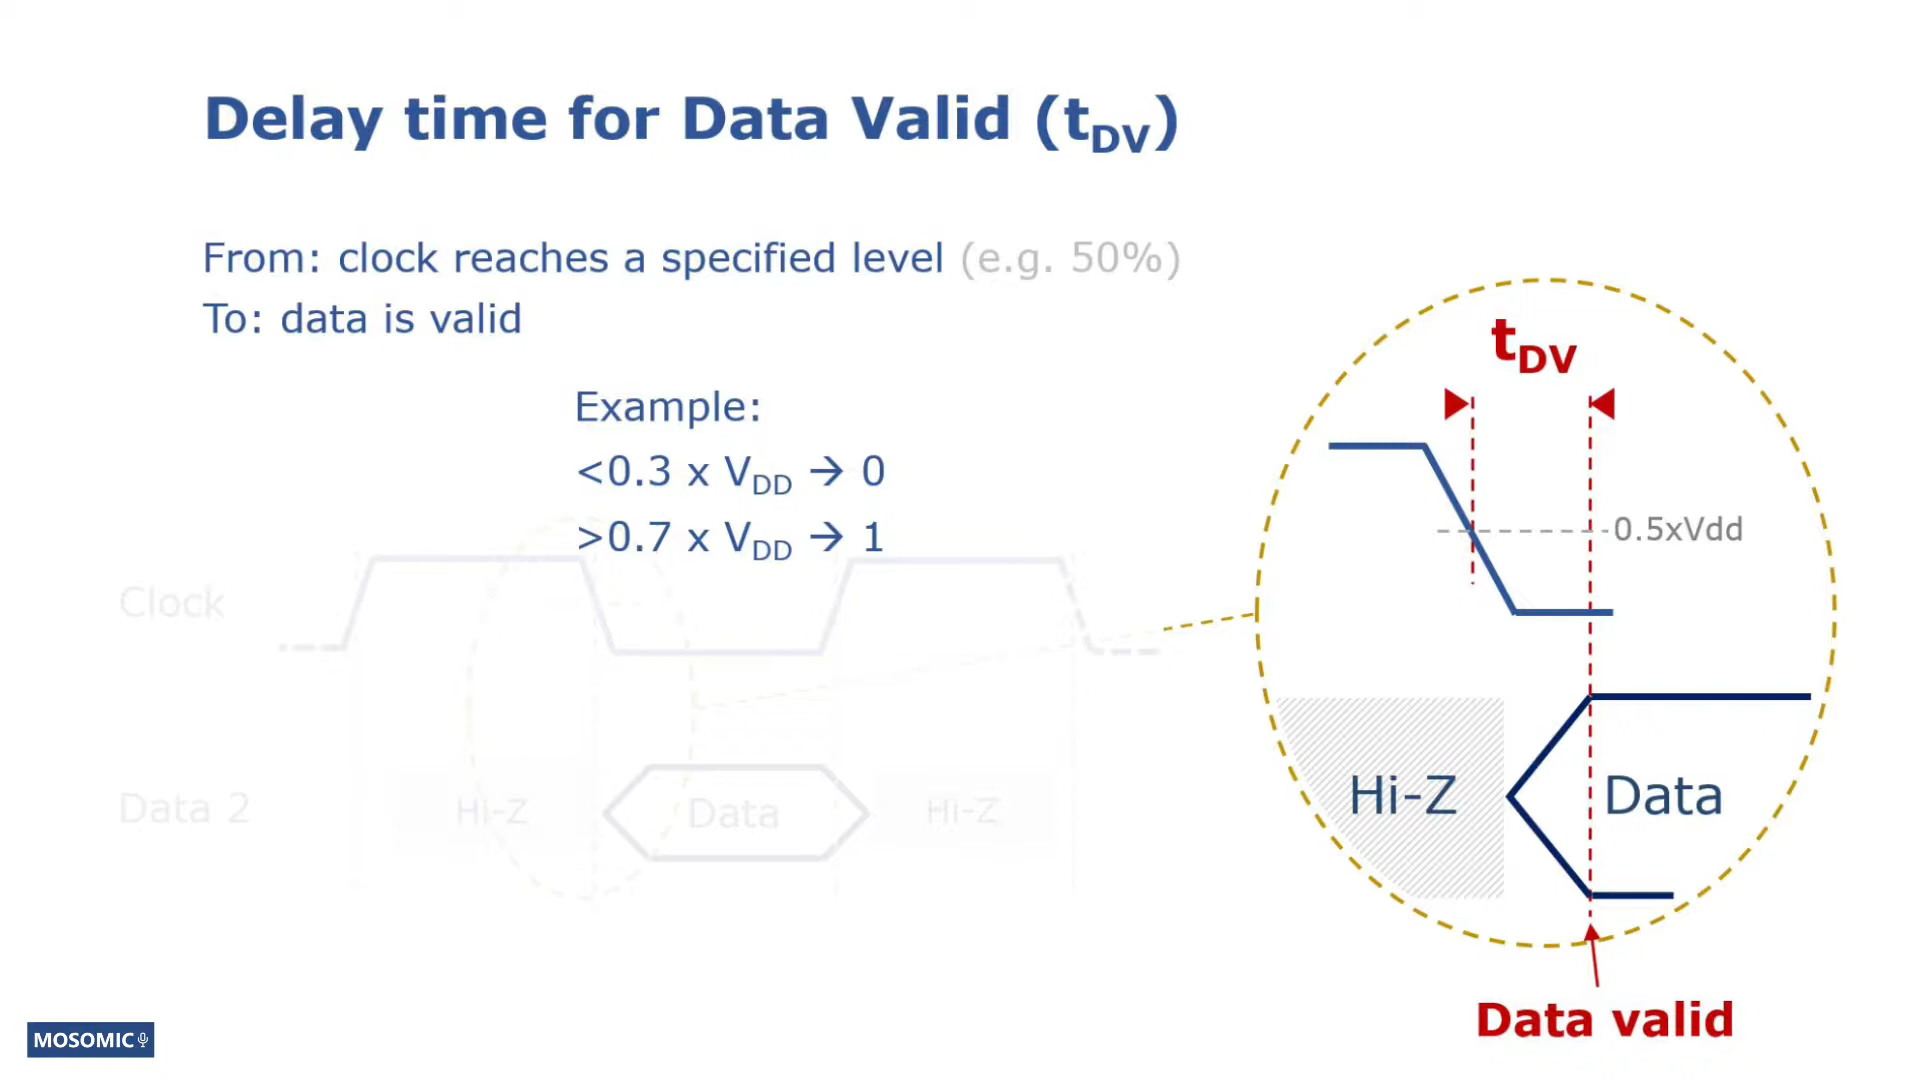 Delay time for Data Valid (tDV)
From: clock reaches a specified level (e.g. 50%)
To: data is valid
Example:
<0.3 x VDD → 0
>0.7 x VDD → 1
tDV
0.5xVdd
Clock
Data 2
Hi-Z
Data
Hi-Z
Hi-Z
Data
Data valid
MOSOMIC